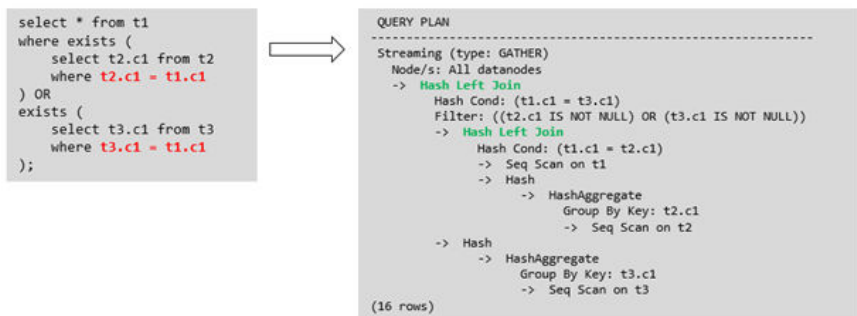 select * from t1
where exists (
select t2.c1 from t2
where t2.c1 = t1.c1
) OR
exists (
select t3.c1 from t3
where t3.c1 = t1.c1
);
QUERY PLAN
--------------------------------------------------------------
Streaming (type: GATHER)
Node/s: All datanodes
-> Hash Left Join
Hash Cond: (t1.c1 = t3.c1)
Filter: ((t2.c1 IS NOT NULL) OR (t3.c1 IS NOT NULL))
-> Hash Left Join
Hash Cond: (t1.c1 = t2.c1)
-> Seq Scan on t1
-> Hash
-> HashAggregate
Group By Key: t2.c1
-> Seq Scan on t2
-> Hash
-> HashAggregate
Group By Key: t3.c1
-> Seq Scan on t3
(16 rows)